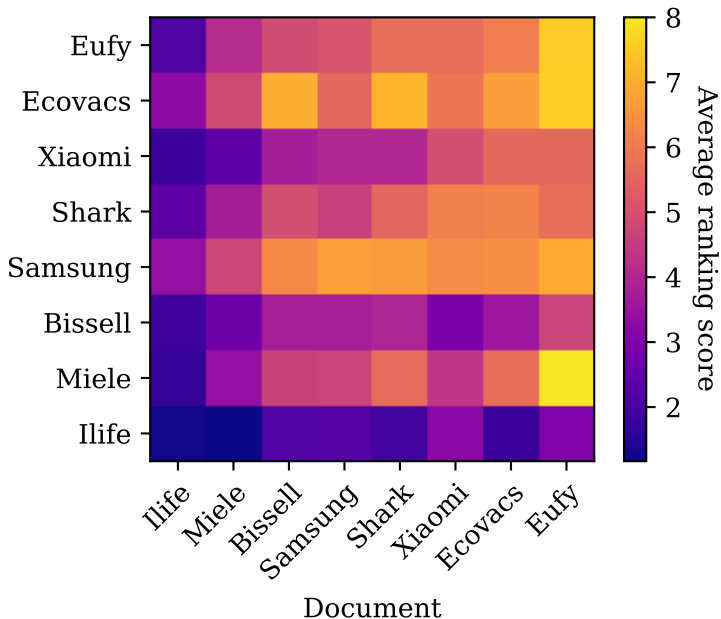 Eufy
Ecovacs
Xiaomi
Shark
Samsung
Bissell
Miele
Ilife
Ilife
Miele
Bissell
Samsung
Shark
Xiaomi
Ecovacs
Eufy
Document
8
7
6
5
4
3
2
Average ranking score